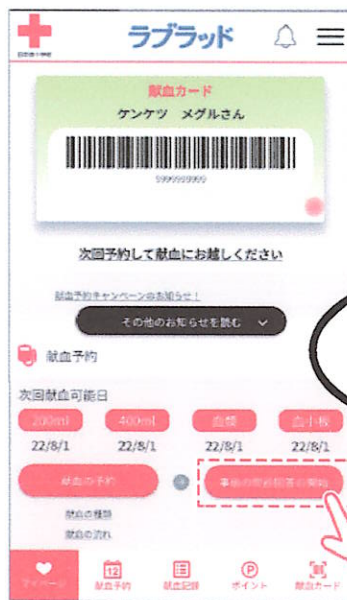 ラブラッド
献血カード
ケンケツ メグルさん
9999999999
次回予約して献血にお越しください
献血予約キャンペーンのお知らせ！
その他のお知らせを読む
献血予約
次回献血可能日
200ml 400ml 血漿 血小板
22/8/1 22/8/1 22/8/1 22/8/1
献血の予約 事前の問診回答の開始
献血の種類
献血の流れ
マイページ 献血予約 献血記録 ポイント 献血カード
12